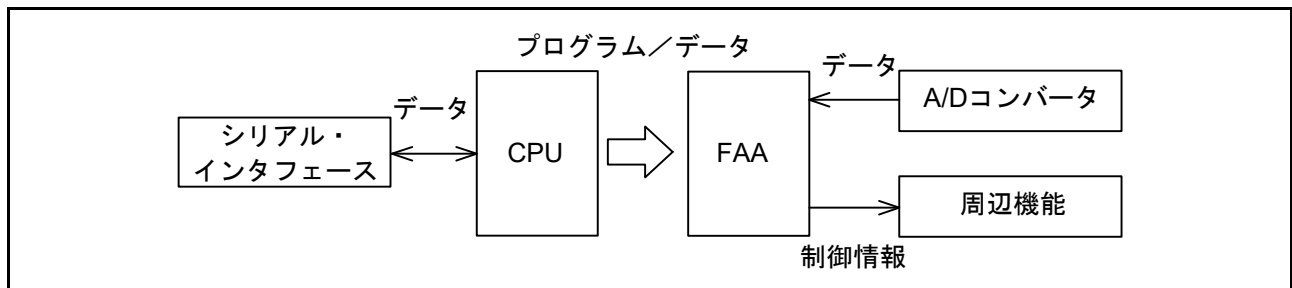 プログラム／データ
データ
A/Dコンバータ
データ
シリアル・
インタフェース
CPU
FAA
周辺機能
制御情報